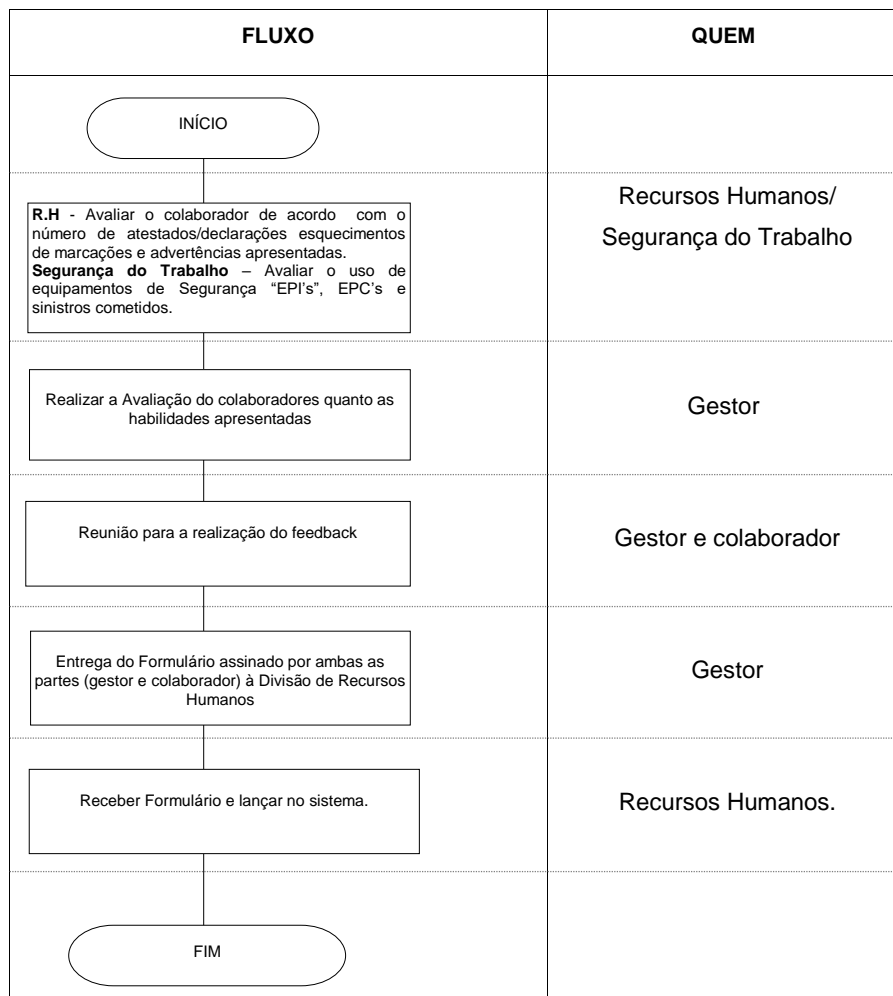 FLUXO
QUEM
INÍCIO
R.H - Avaliar o colaborador de acordo com o
número de atestados/declarações esquecimentos
de marcações e advertências apresentadas.
Segurança do Trabalho – Avaliar o uso de
equipamentos de Segurança “EPI’s”, EPC’s e
sinistros cometidos.
Recursos Humanos/
Segurança do Trabalho
Realizar a Avaliação do colaboradores quanto as
habilidades apresentadas
Gestor
Reunião para a realização do feedback
Gestor e colaborador
Entrega do Formulário assinado por ambas as
partes (gestor e colaborador) à Divisão de Recursos
Humanos
Gestor
Receber Formulário e lançar no sistema.
Recursos Humanos.
FIM